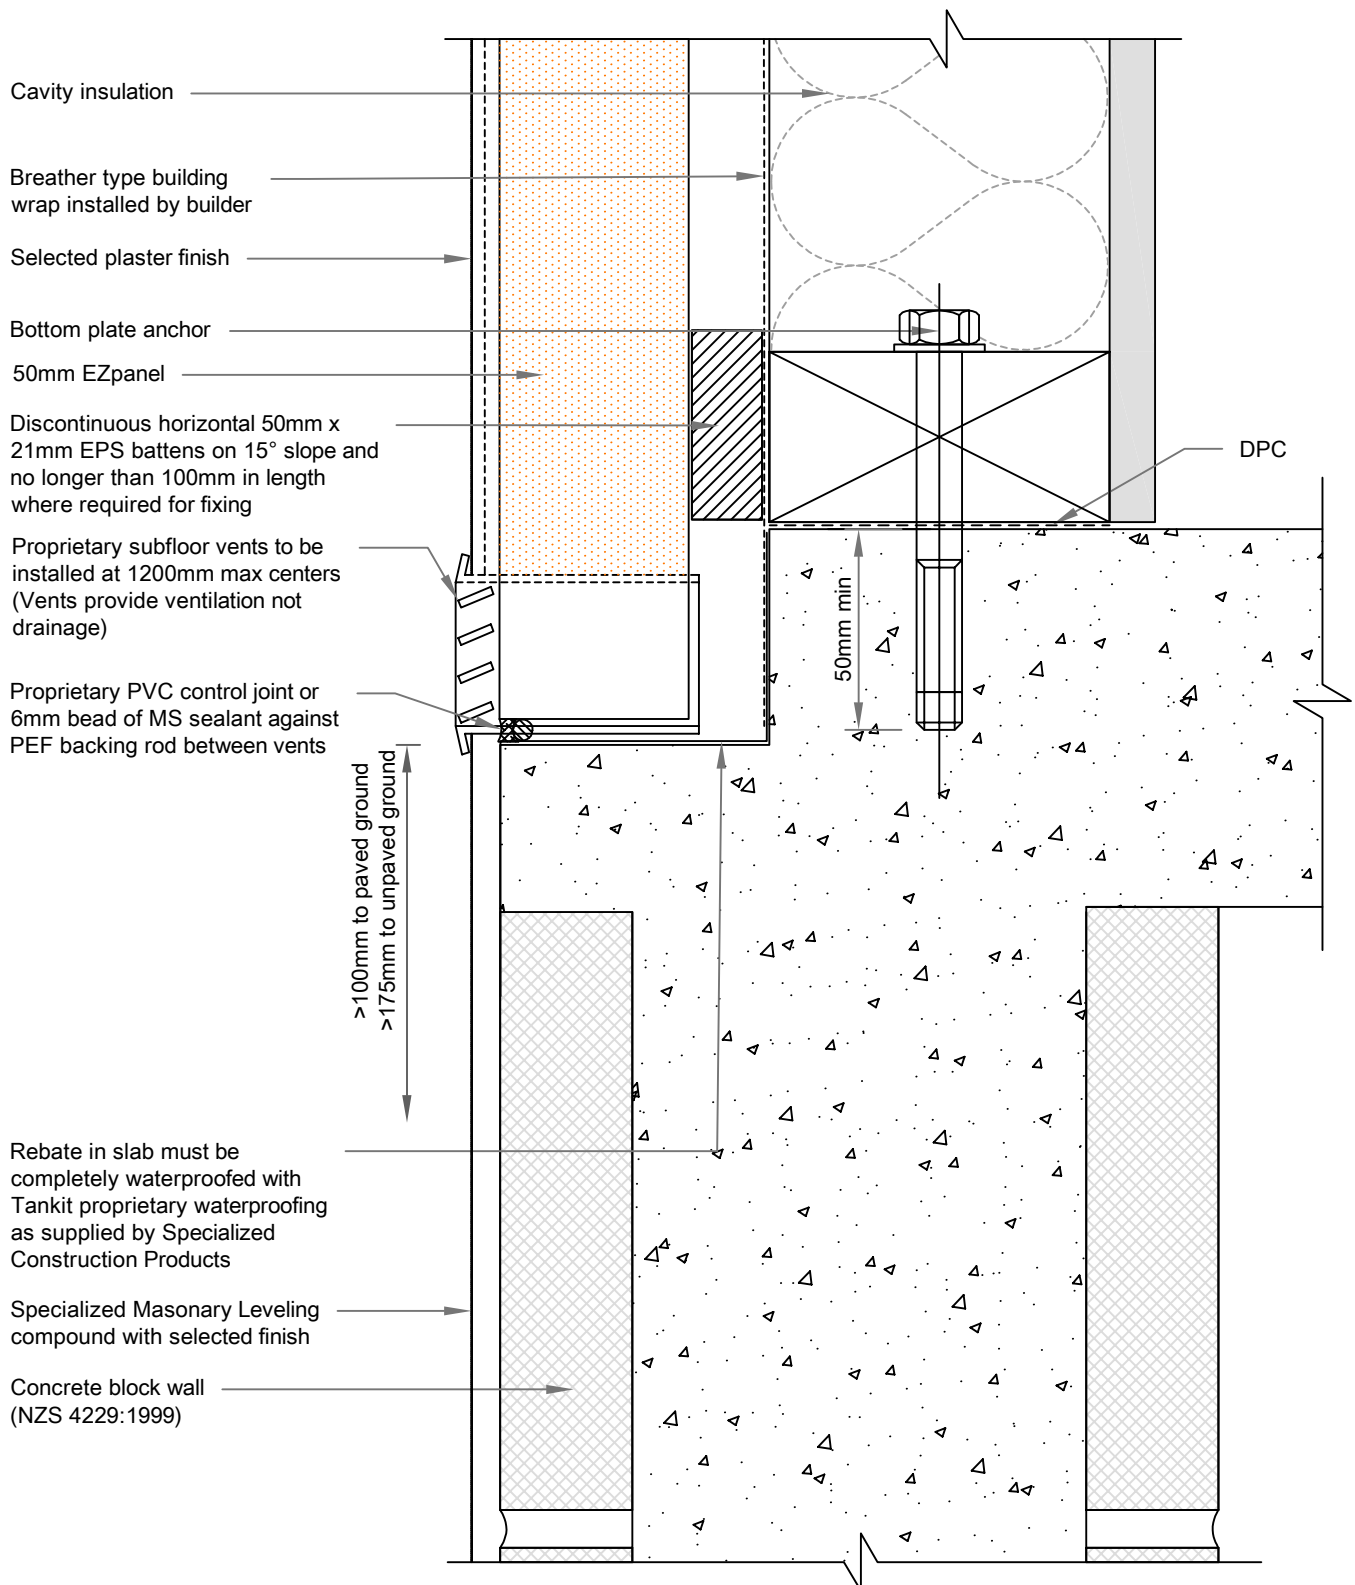 Cavity insulation
Breather type building
wrap installed by builder
Selected plaster finish
Bottom plate anchor
50mm EZpanel
Discontinuous horizontal 50mm x
21mm EPS battens on 15° slope and
no longer than 100mm in length
where required for fixing
DPC
Proprietary subfloor vents to be
installed at 1200mm max centers
(Vents provide ventilation not
drainage)
50mm min
Proprietary PVC control joint or
6mm bead of MS sealant against
PEF backing rod between vents
>100mm to paved ground
>175mm to unpaved ground
Rebate in slab must be
completely waterproofed with
Tankit proprietary waterproofing
as supplied by Specialized
Construction Products
Specialized Masonary Leveling
compound with selected finish
Concrete block wall
(NZS 4229:1999)